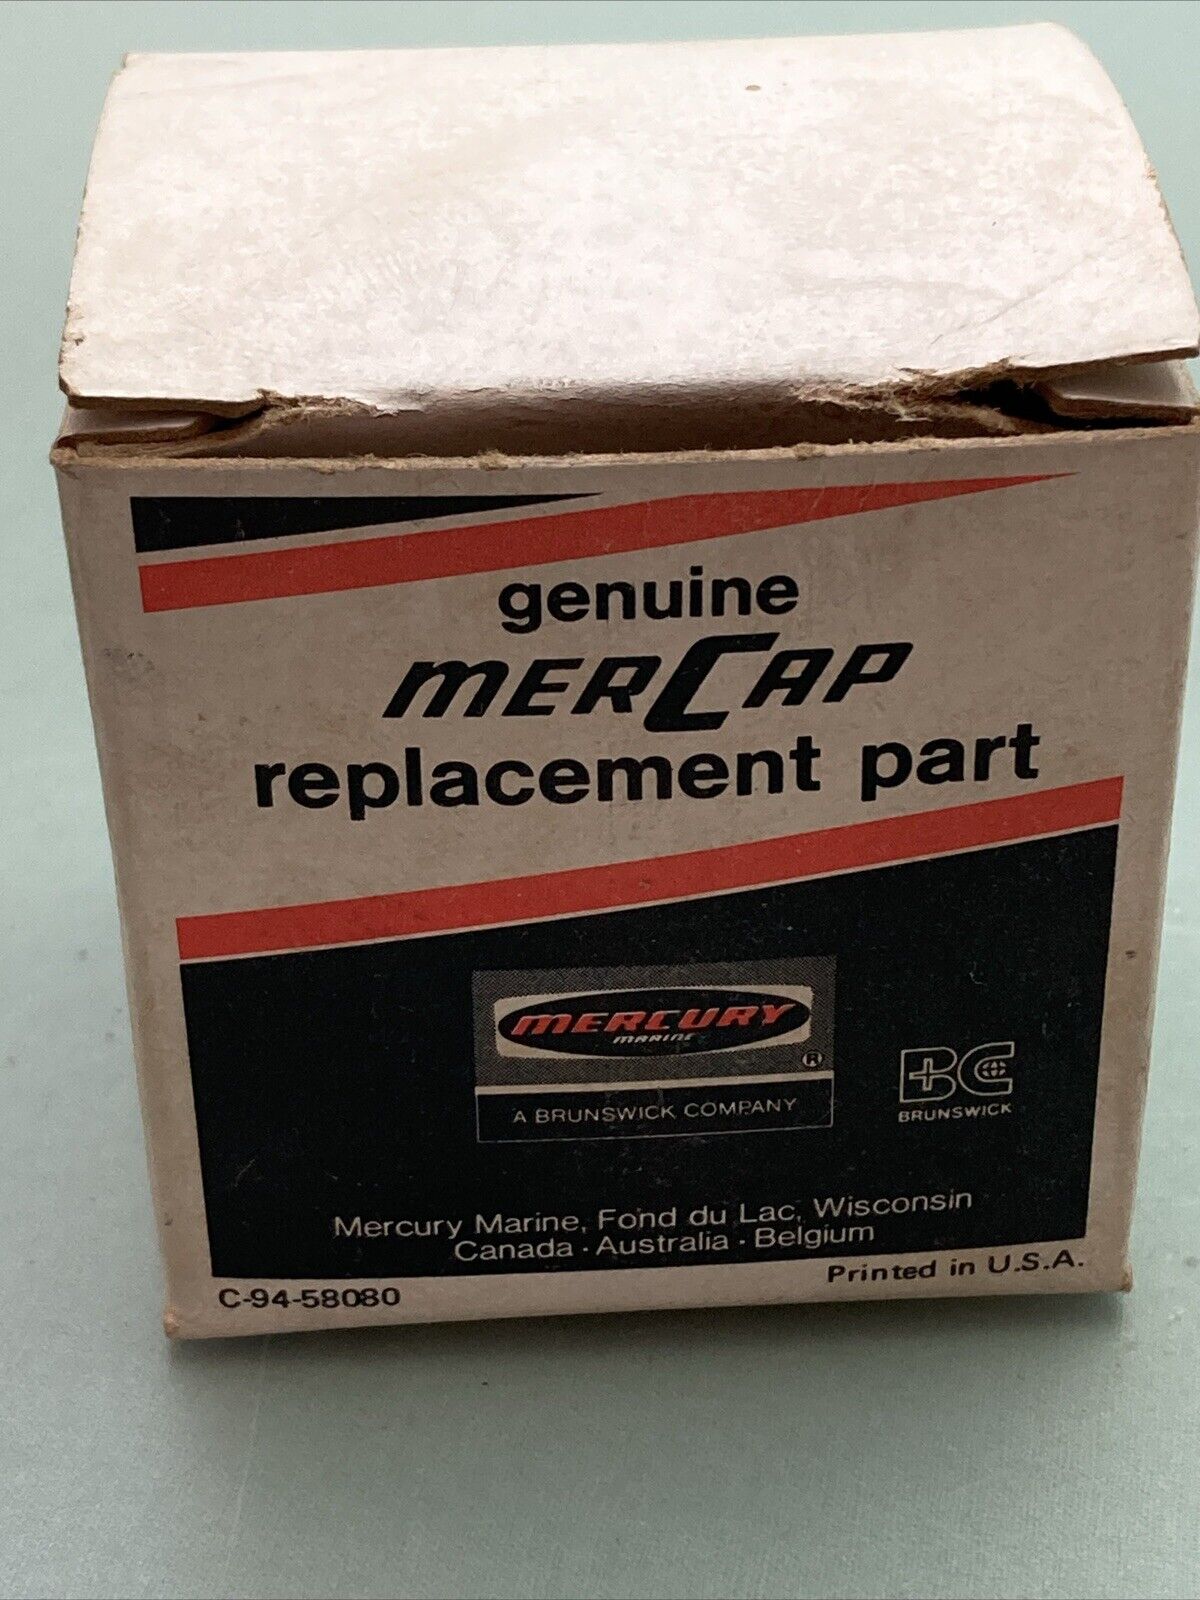 genuine
MERCAP
replacement part
MERCURY
MARINE
®
A BRUNSWICK COMPANY
BC
BRUNSWICK
Mercury Marine, Fond du Lac, Wisconsin
Canada · Australia · Belgium
C-94-58080
Printed in U.S.A.